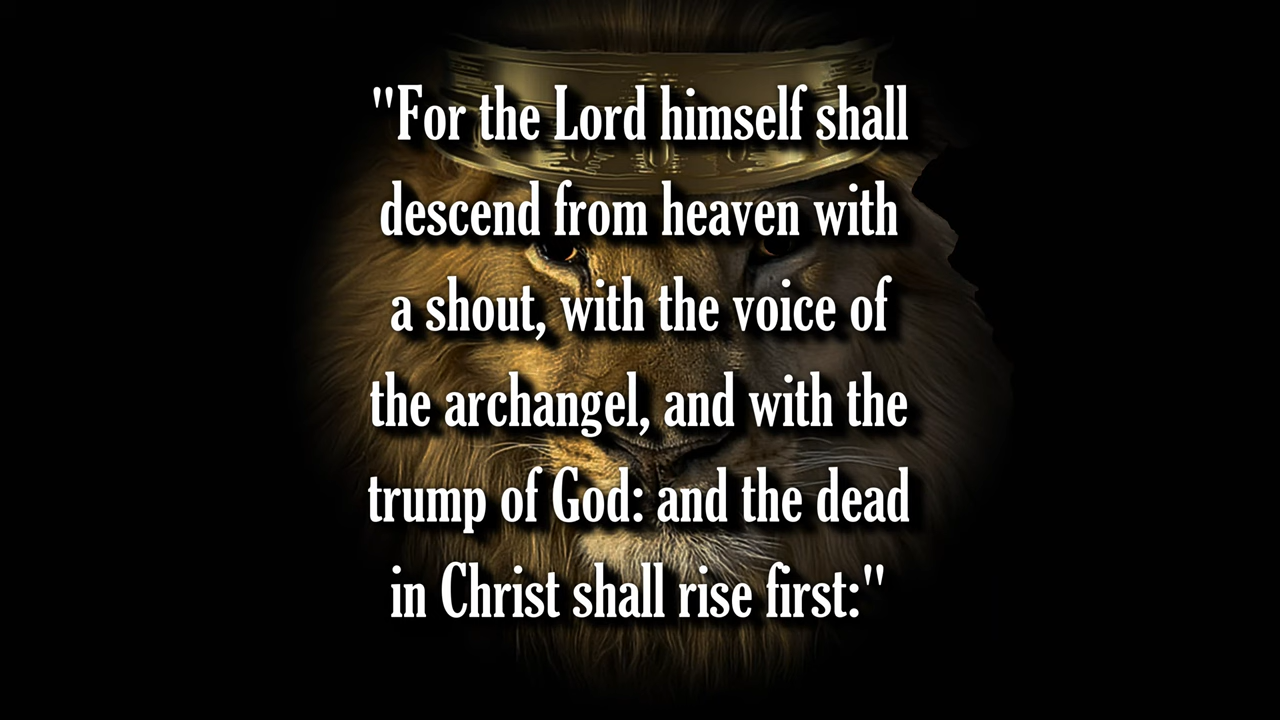 "For the Lord himself shall
descend from heaven with
a shout, with the voice of
the archangel, and with the
trump of God: and the dead
in Christ shall rise first:"